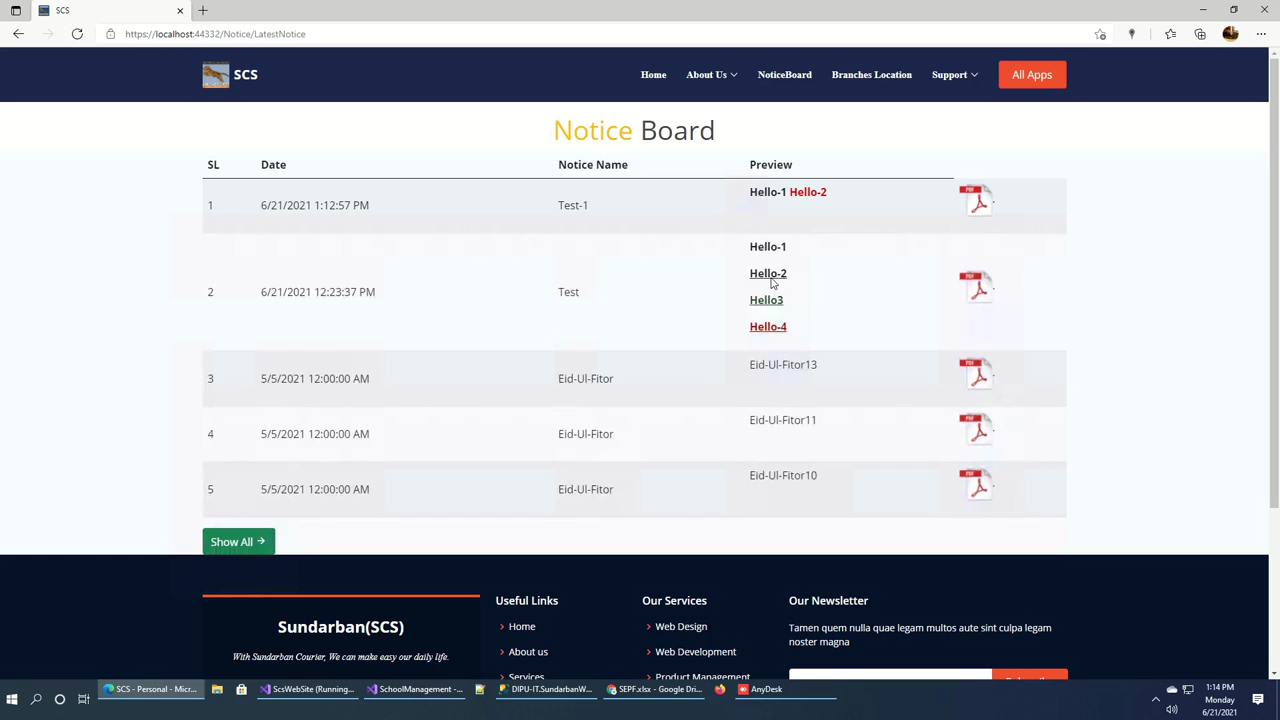 SCS
https://localhost:44332/Notice/LatestNotice
SCS Home About Us NoticeBoard Branches Location Support All Apps
Notice Board
SL Date Notice Name Preview
1 6/21/2021 1:12:57 PM Test-1 Hello-1 Hello-2 PDF
2 6/21/2021 12:23:37 PM Test Hello-1 PDF
Hello-2
Hello3
Hello-4
3 5/5/2021 12:00:00 AM Eid-Ul-Fitor Eid-Ul-Fitor13 PDF
4 5/5/2021 12:00:00 AM Eid-Ul-Fitor Eid-Ul-Fitor11 PDF
5 5/5/2021 12:00:00 AM Eid-Ul-Fitor Eid-Ul-Fitor10 PDF
Show All
Sundarban(SCS)
With Sundarban Courier, We can make easy our daily life.
Useful Links
Home
About us
Services
Our Services
Web Design
Web Development
Product Management
Our Newsletter
Tamen quem nulla quae legam multos aute sint culpa legam
noster magna
SCS - Personal - Micr... ScsWebSite (Running... SchoolManagement -... DIPU-IT.SundarbanW... SEPF.xlsx - Google Dri... AnyDesk
1:14 PM
Monday
6/21/2021